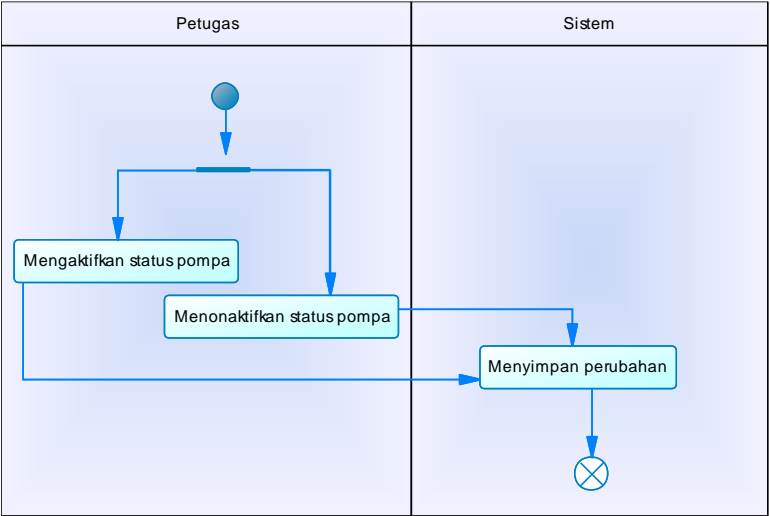 Petugas
Sistem
Mengaktifkan status pompa
Menonaktifkan status pompa
Menyimpan perubahan